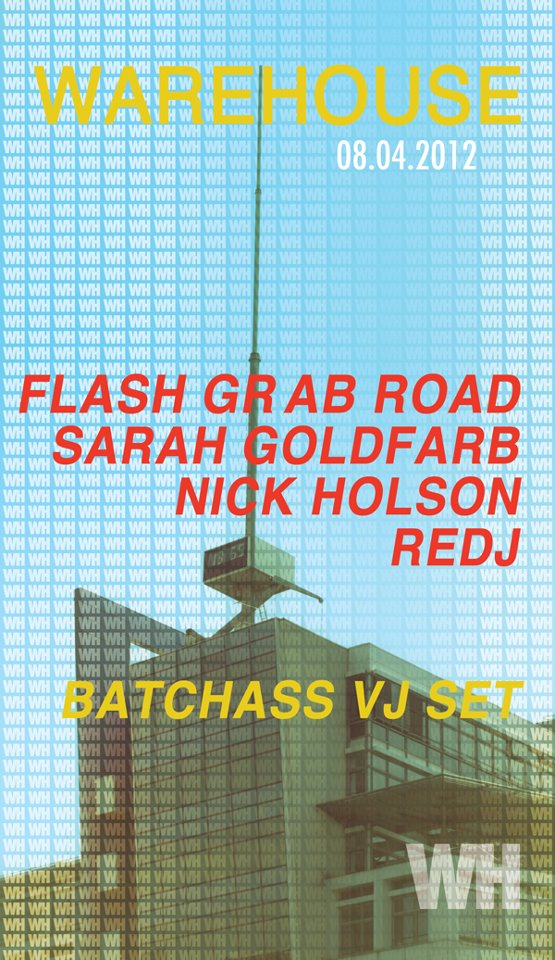 WAREHOUSE
08.04.2012
FLASH GRAB ROAD
SARAH GOLDFARB
NICK HOLSON
REDJ
BATCHASS VJ SET
WH